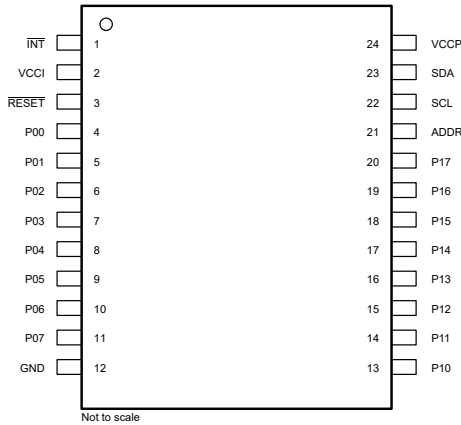 INT 1 24 VCCP
VCCI 2 23 SDA
RESET 3 22 SCL
P00 4 21 ADDR
P01 5 20 P17
P02 6 19 P16
P03 7 18 P15
P04 8 17 P14
P05 9 16 P13
P06 10 15 P12
P07 11 14 P11
GND 12 13 P10
Not to scale